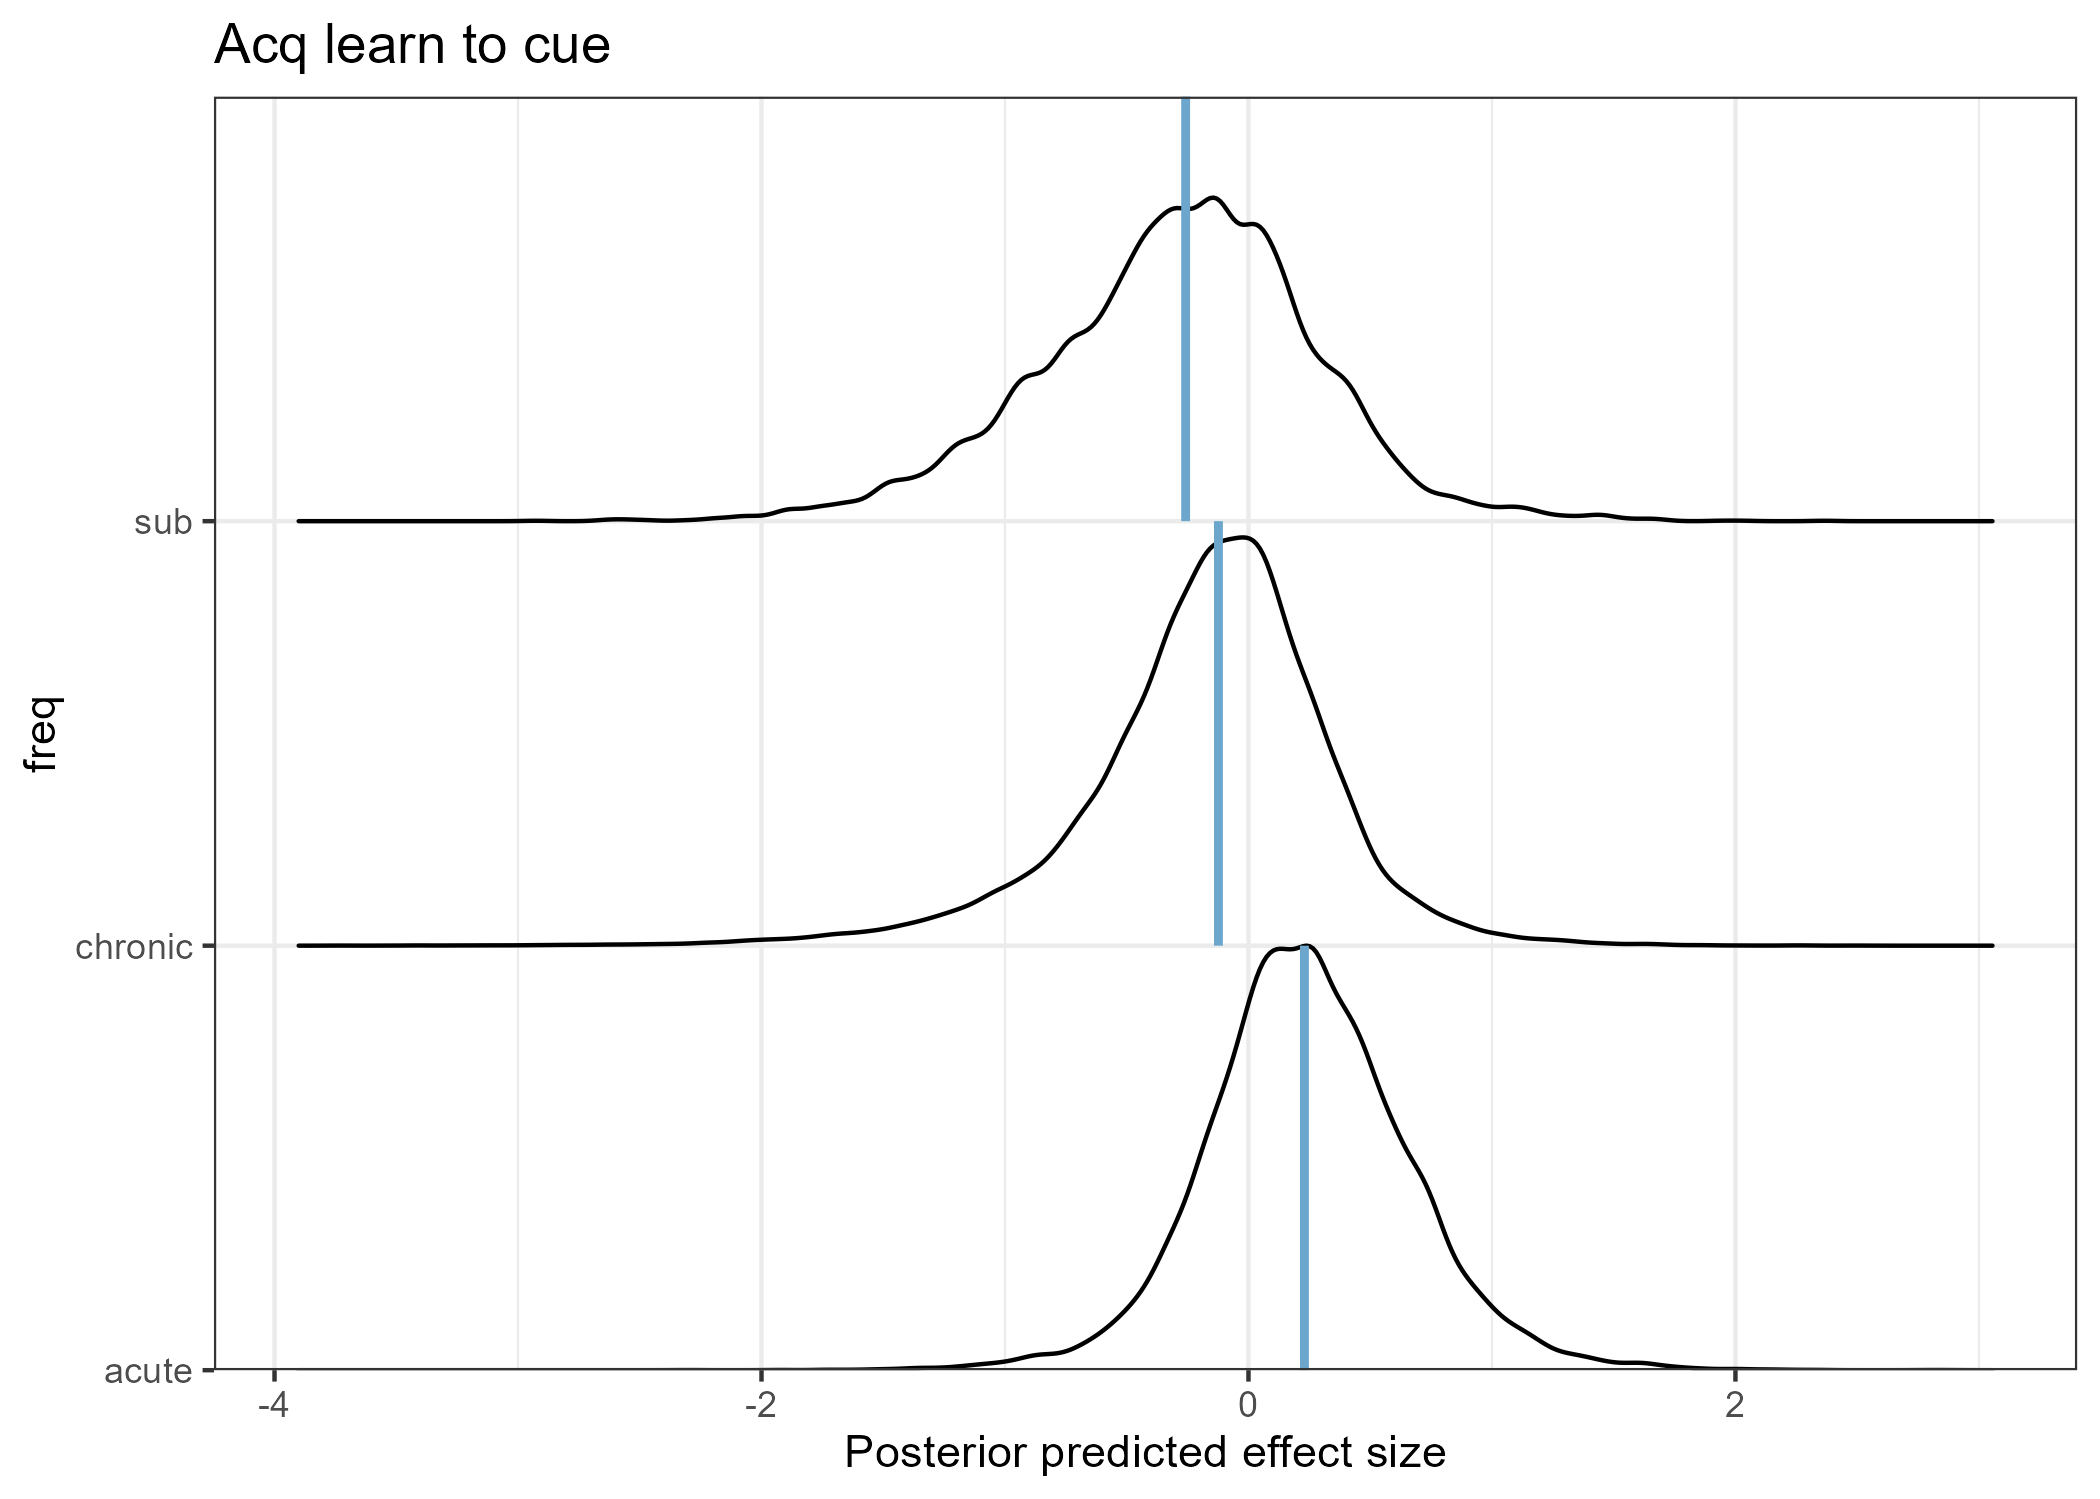 Acq learn to cue
freq
sub
chronic
acute
-4
-2
0
2
Posterior predicted effect size